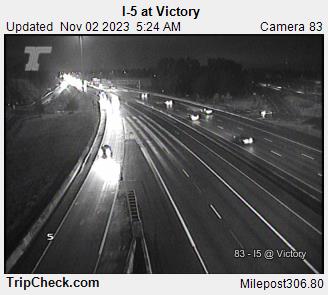 I-5 at Victory
Updated Nov 02 2023 5:24 AM Camera 83
T
S
83 - I5 @ Victory
TripCheck.com Milepost306.80